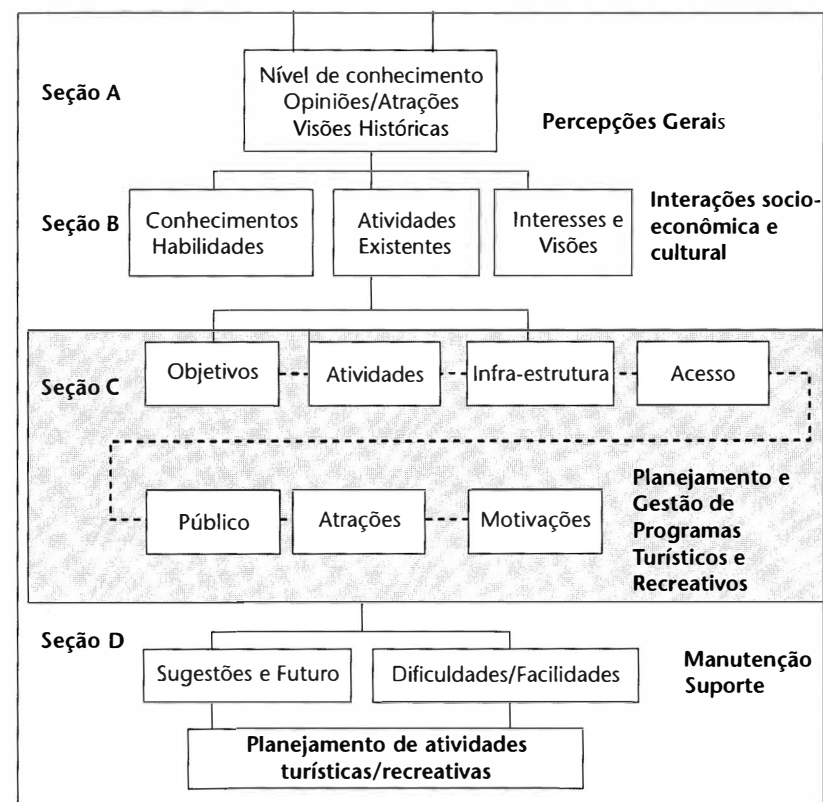 Seção A
Nível de conhecimento
Opiniões/Atrações
Visões Históricas
Percepções Gerais
Seção B
Conhecimentos
Habilidades
Atividades
Existentes
Interesses e
Visões
Interações socio-
econômica e
cultural
Seção C
Objetivos
Atividades
Infra-estrutura
Acesso
Público
Atrações
Motivações
Planejamento e
Gestão de
Programas
Turísticos e
Recreativos
Seção D
Sugestões e Futuro
Dificuldades/Facilidades
Manutenção
Suporte
Planejamento de atividades
turísticas/recreativas